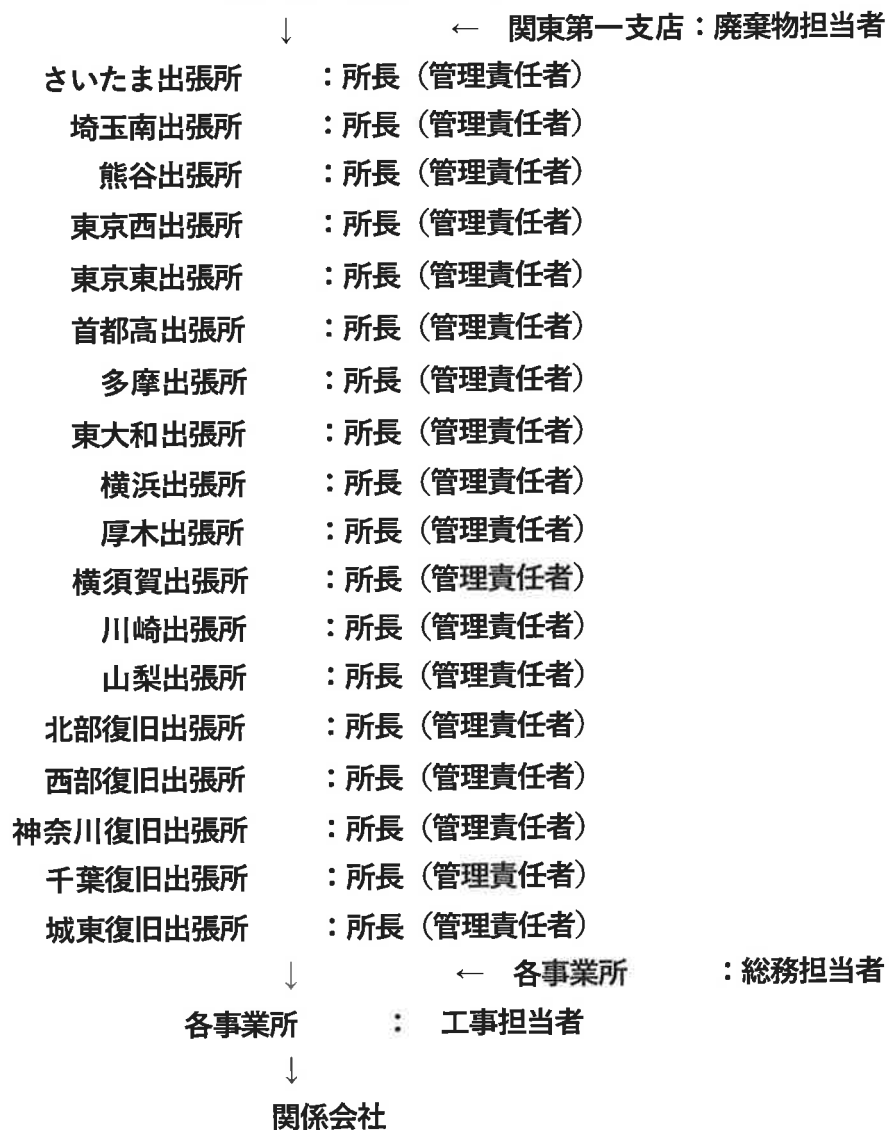 ↓ ← 関東第一支店：廃棄物担当者
さいたま出張所 ：所長（管理責任者）
埼玉南出張所 ：所長（管理責任者）
熊谷出張所 ：所長（管理責任者）
東京西出張所 ：所長（管理責任者）
東京東出張所 ：所長（管理責任者）
首都高出張所 ：所長（管理責任者）
多摩出張所 ：所長（管理責任者）
東大和出張所 ：所長（管理責任者）
横浜出張所 ：所長（管理責任者）
厚木出張所 ：所長（管理責任者）
横須賀出張所 ：所長（管理責任者）
川崎出張所 ：所長（管理責任者）
山梨出張所 ：所長（管理責任者）
北部復旧出張所 ：所長（管理責任者）
西部復旧出張所 ：所長（管理責任者）
神奈川復旧出張所 ：所長（管理責任者）
千葉復旧出張所 ：所長（管理責任者）
城東復旧出張所 ：所長（管理責任者）
↓ ← 各事業所 ：総務担当者
各事業所 ： 工事担当者
↓
関係会社